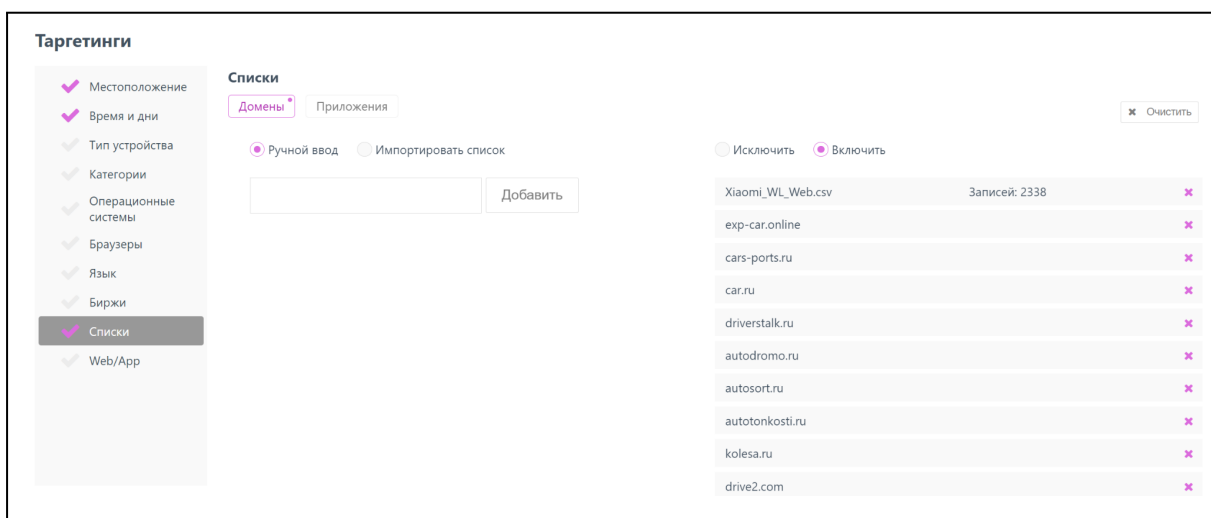 Таргетинги
Местоположение
Время и дни
Тип устройства
Категории
Операционные
системы
Браузеры
Язык
Биржи
Списки
Web/App
Списки
Домены Приложения
✖ Очистить
Ручной ввод Импортировать список
Исключить Включить
Добавить
Xiaomi_WL_Web.csv Записей: 2338
exp-car.online
cars-ports.ru
car.ru
driverstalk.ru
autodromo.ru
autosort.ru
autotonkosti.ru
kolesa.ru
drive2.com